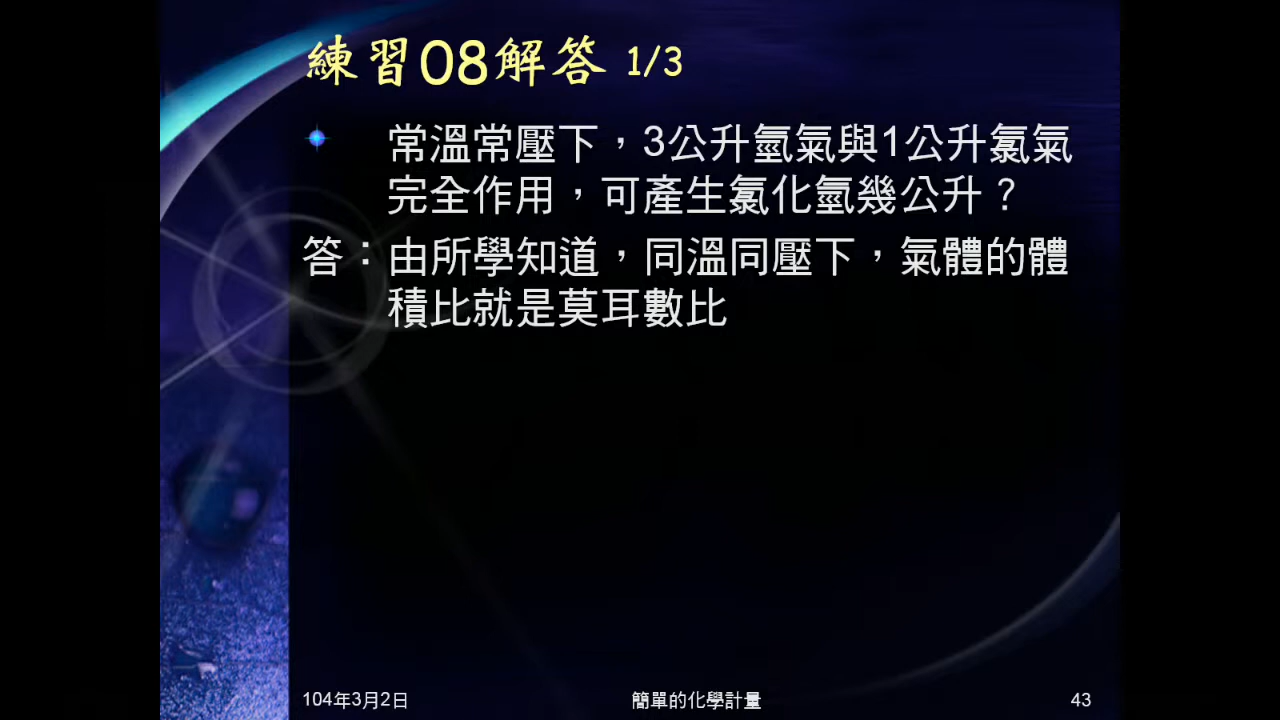 練習08解答 1/3
常溫常壓下，3公升氫氣與1公升氯氣
完全作用，可產生氯化氫幾公升？
答：由所學知道，同溫同壓下，氣體的體
積比就是莫耳數比
104年3月2日
簡單的化學計量
43